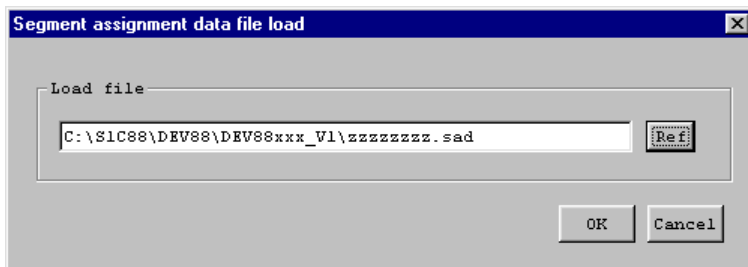 Segment assignment data file load
Load file
C:\S1C88\DEV88\DEV88xxx_V1\zzzzzzzz.sad
Ref
OK
Cancel